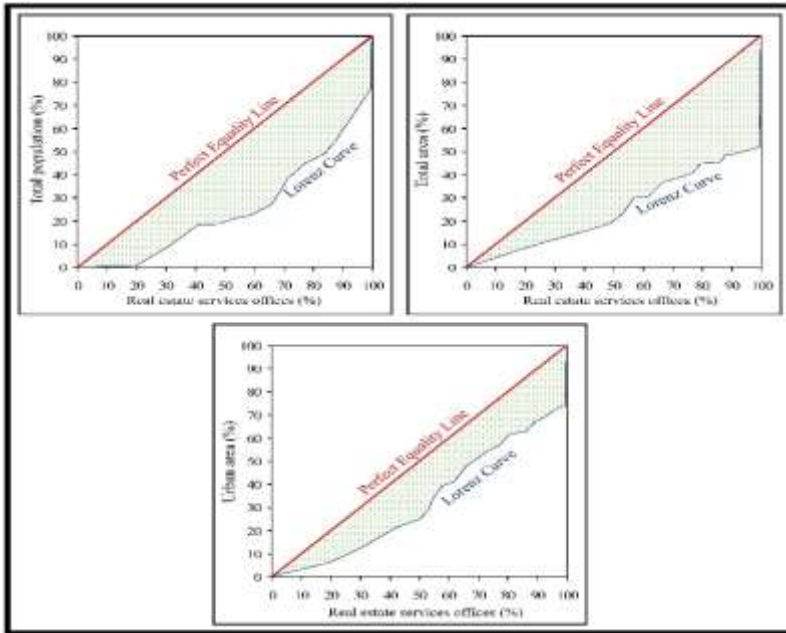 Total population (%)
100
90
80
70
60
50
40
30
20
10
0
Perfect Equality Line
Lorenz Curve
0 10 20 30 40 50 60 70 80 90 100
Real estate services offices (%)
Total area (%)
100
90
80
70
60
50
40
30
20
10
0
Perfect Equality Line
Lorenz Curve
0 10 20 30 40 50 60 70 80 90 100
Real estate services offices (%)
Urban area (%)
100
90
80
70
60
50
40
30
20
10
0
Perfect Equality Line
Lorenz Curve
0 10 20 30 40 50 60 70 80 90 100
Real estate services offices (%)